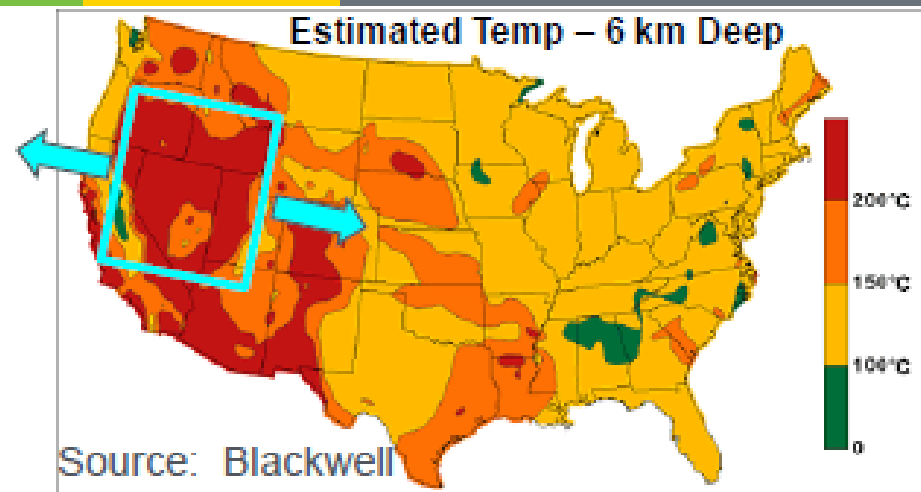 Estimated Temp – 6 km Deep
200°C
150°C
100°C
0
Source: Blackwell